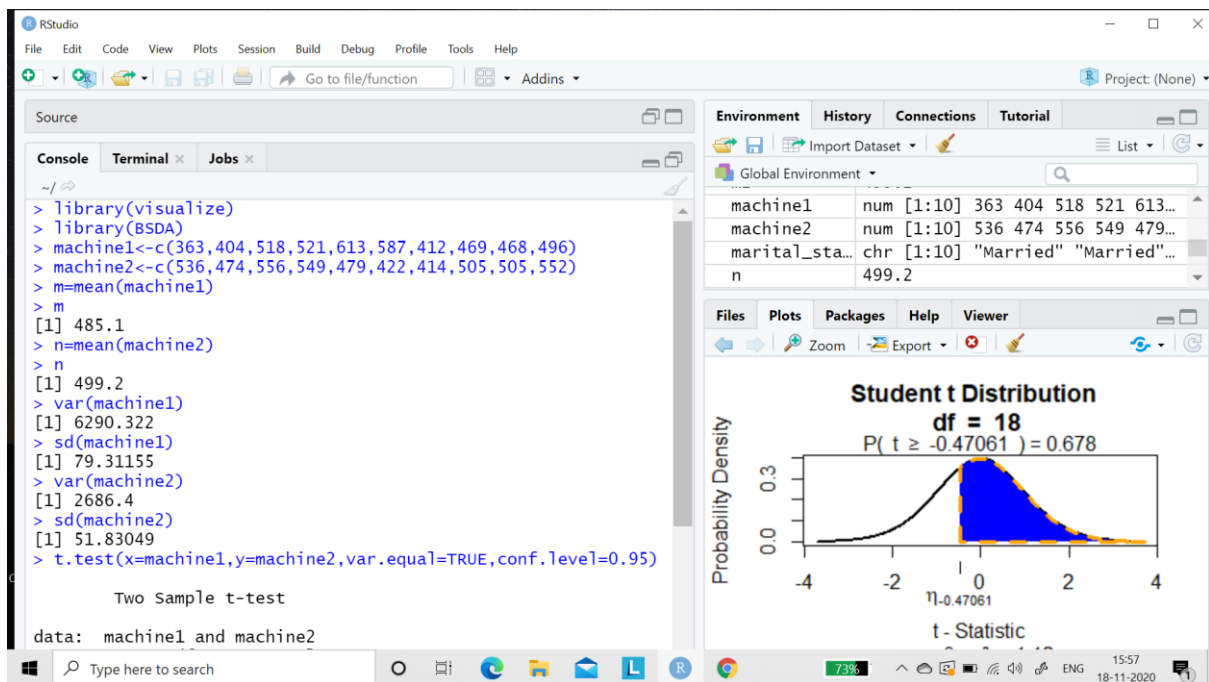 RStudio
File Edit Code View Plots Session Build Debug Profile Tools Help
Go to file/function Addins Project: (None)
Source
Console Terminal Jobs
~/
> library(visualize)
> library(BSDA)
> machine1<-c(363,404,518,521,613,587,412,469,468,496)
> machine2<-c(536,474,556,549,479,422,414,505,505,552)
> m=mean(machine1)
> m
[1] 485.1
> n=mean(machine2)
> n
[1] 499.2
> var(machine1)
[1] 6290.322
> sd(machine1)
[1] 79.31155
> var(machine2)
[1] 2686.4
> sd(machine2)
[1] 51.83049
> t.test(x=machine1,y=machine2,var.equal=TRUE,conf.level=0.95)
Two Sample t-test
data: machine1 and machine2
Environment History Connections Tutorial
Import Dataset List
Global Environment
machine1 num [1:10] 363 404 518 521 613…
machine2 num [1:10] 536 474 556 549 479…
marital_sta… chr [1:10] "Married" "Married"…
n 499.2
Files Plots Packages Help Viewer
Zoom Export
Student t Distribution
df = 18
P( t ≥ -0.47061 ) = 0.678
Probability Density
0.3
0.0
-4 -2 0 2 4
η-0.47061
t - Statistic
Type here to search
L
R
73%
ENG
15:57
18-11-2020
1